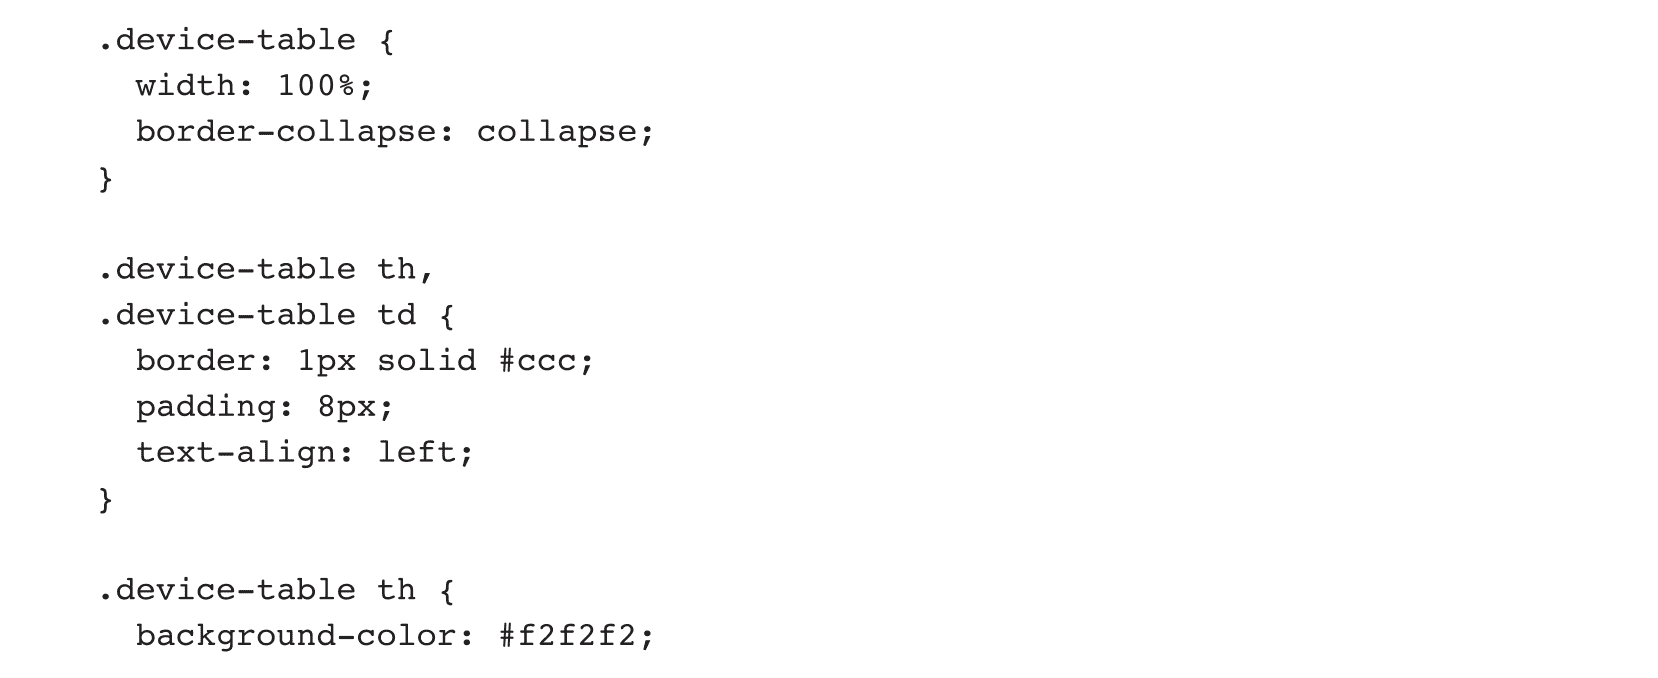 .device-table {
  width: 100%;
  border-collapse: collapse;
}

.device-table th,
.device-table td {
  border: 1px solid #ccc;
  padding: 8px;
  text-align: left;
}

.device-table th {
  background-color: #f2f2f2;